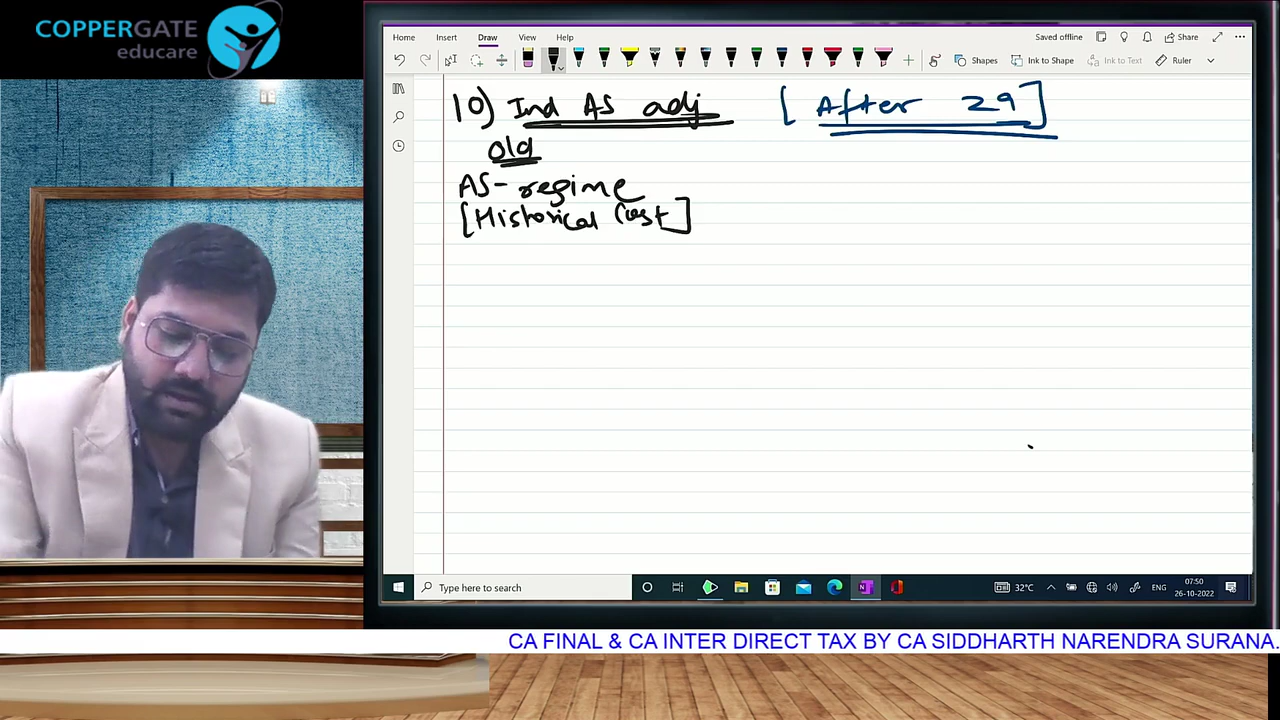 COPPERGATE
educare
Home Insert Draw View Help
Saved offline Share
Shapes Ink to Shape Ink to Text Ruler
10) Ind AS adj [After 29]
Old
AS-regime
[Historical Cost]
Type here to search
32°C ENG 07:50
26-10-2022
CA FINAL & CA INTER DIRECT TAX BY CA SIDDHARTH NARENDRA SURANA.